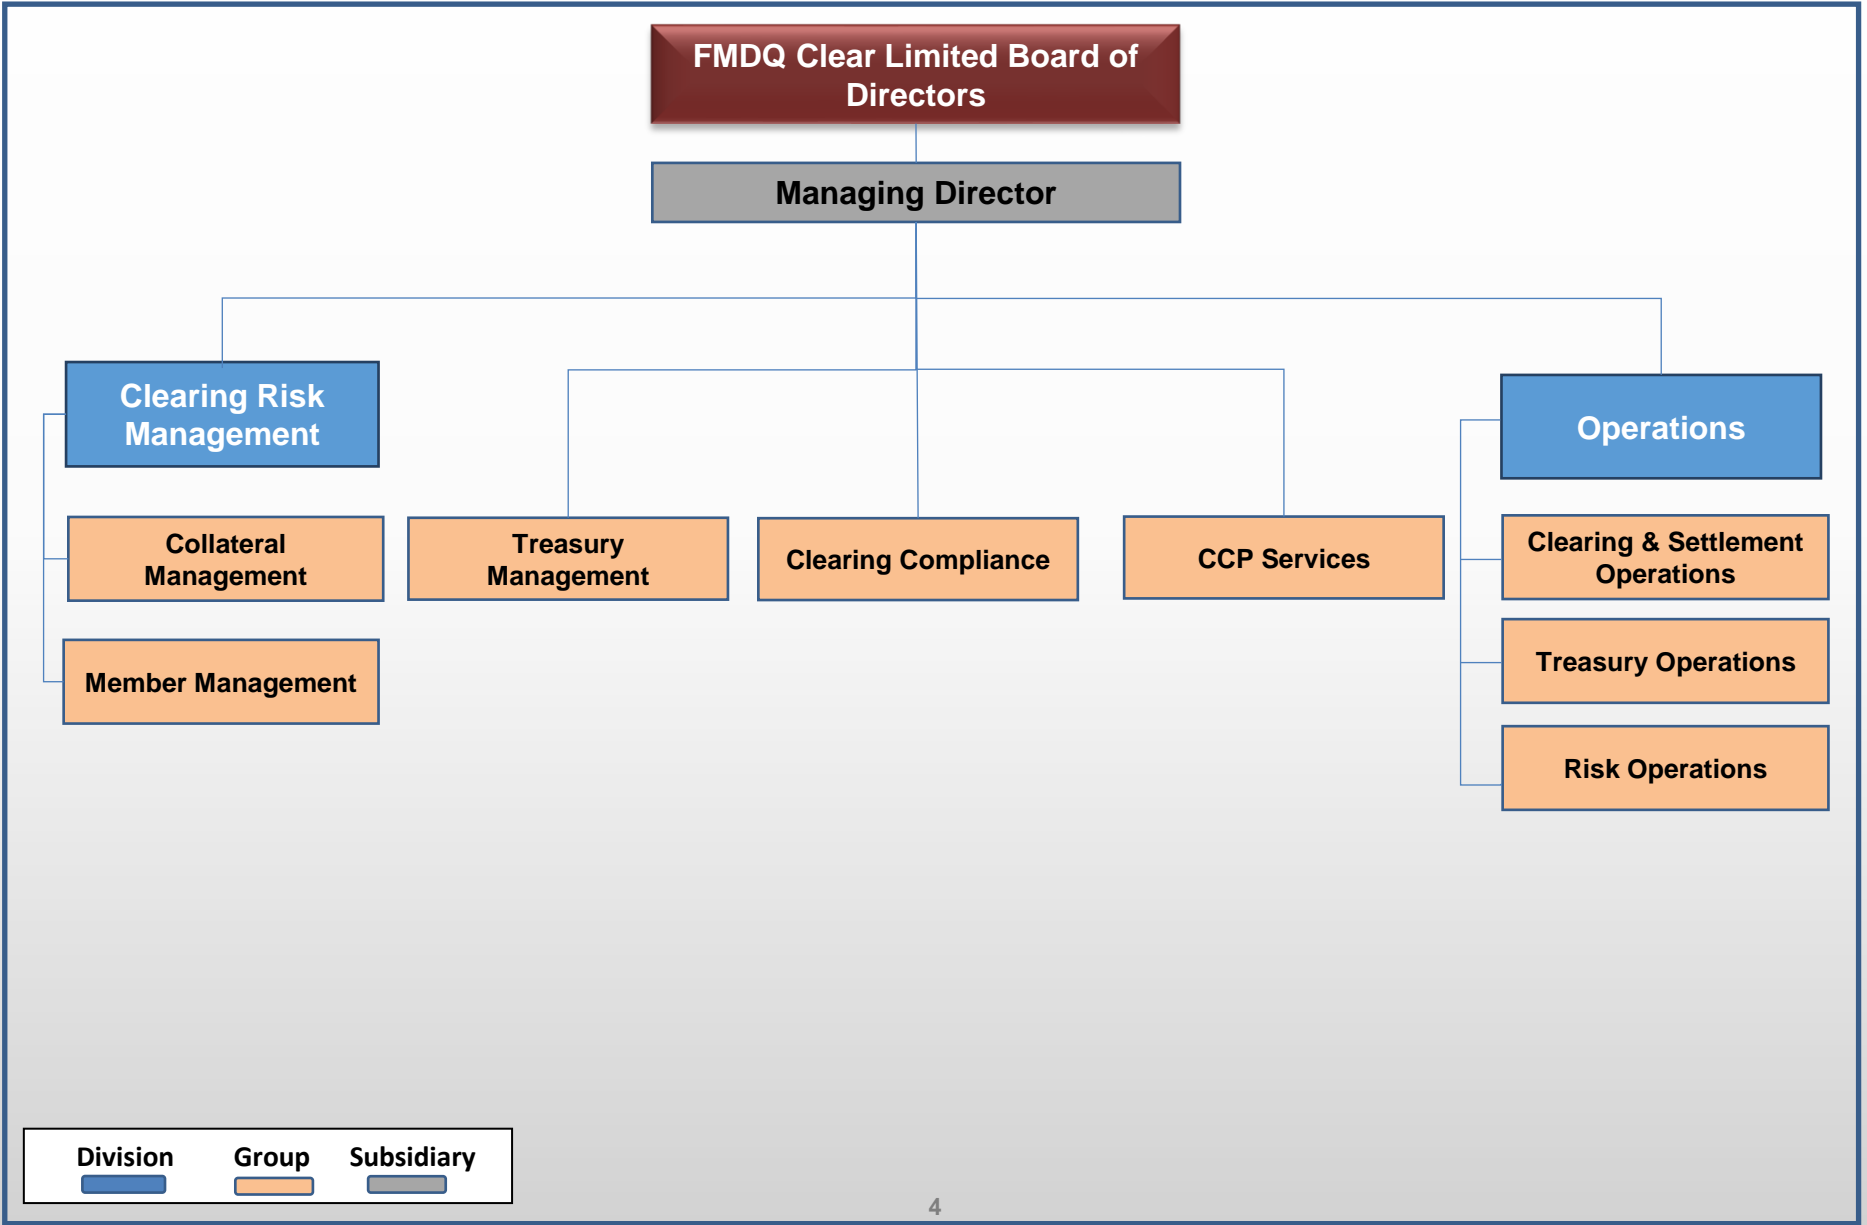 FMDQ Clear Limited Board of
Directors
Managing Director
Clearing Risk
Management
Operations
Collateral
Management
Treasury
Management
Clearing Compliance
CCP Services
Clearing & Settlement
Operations
Member Management
Treasury Operations
Risk Operations
Division Group Subsidiary
4